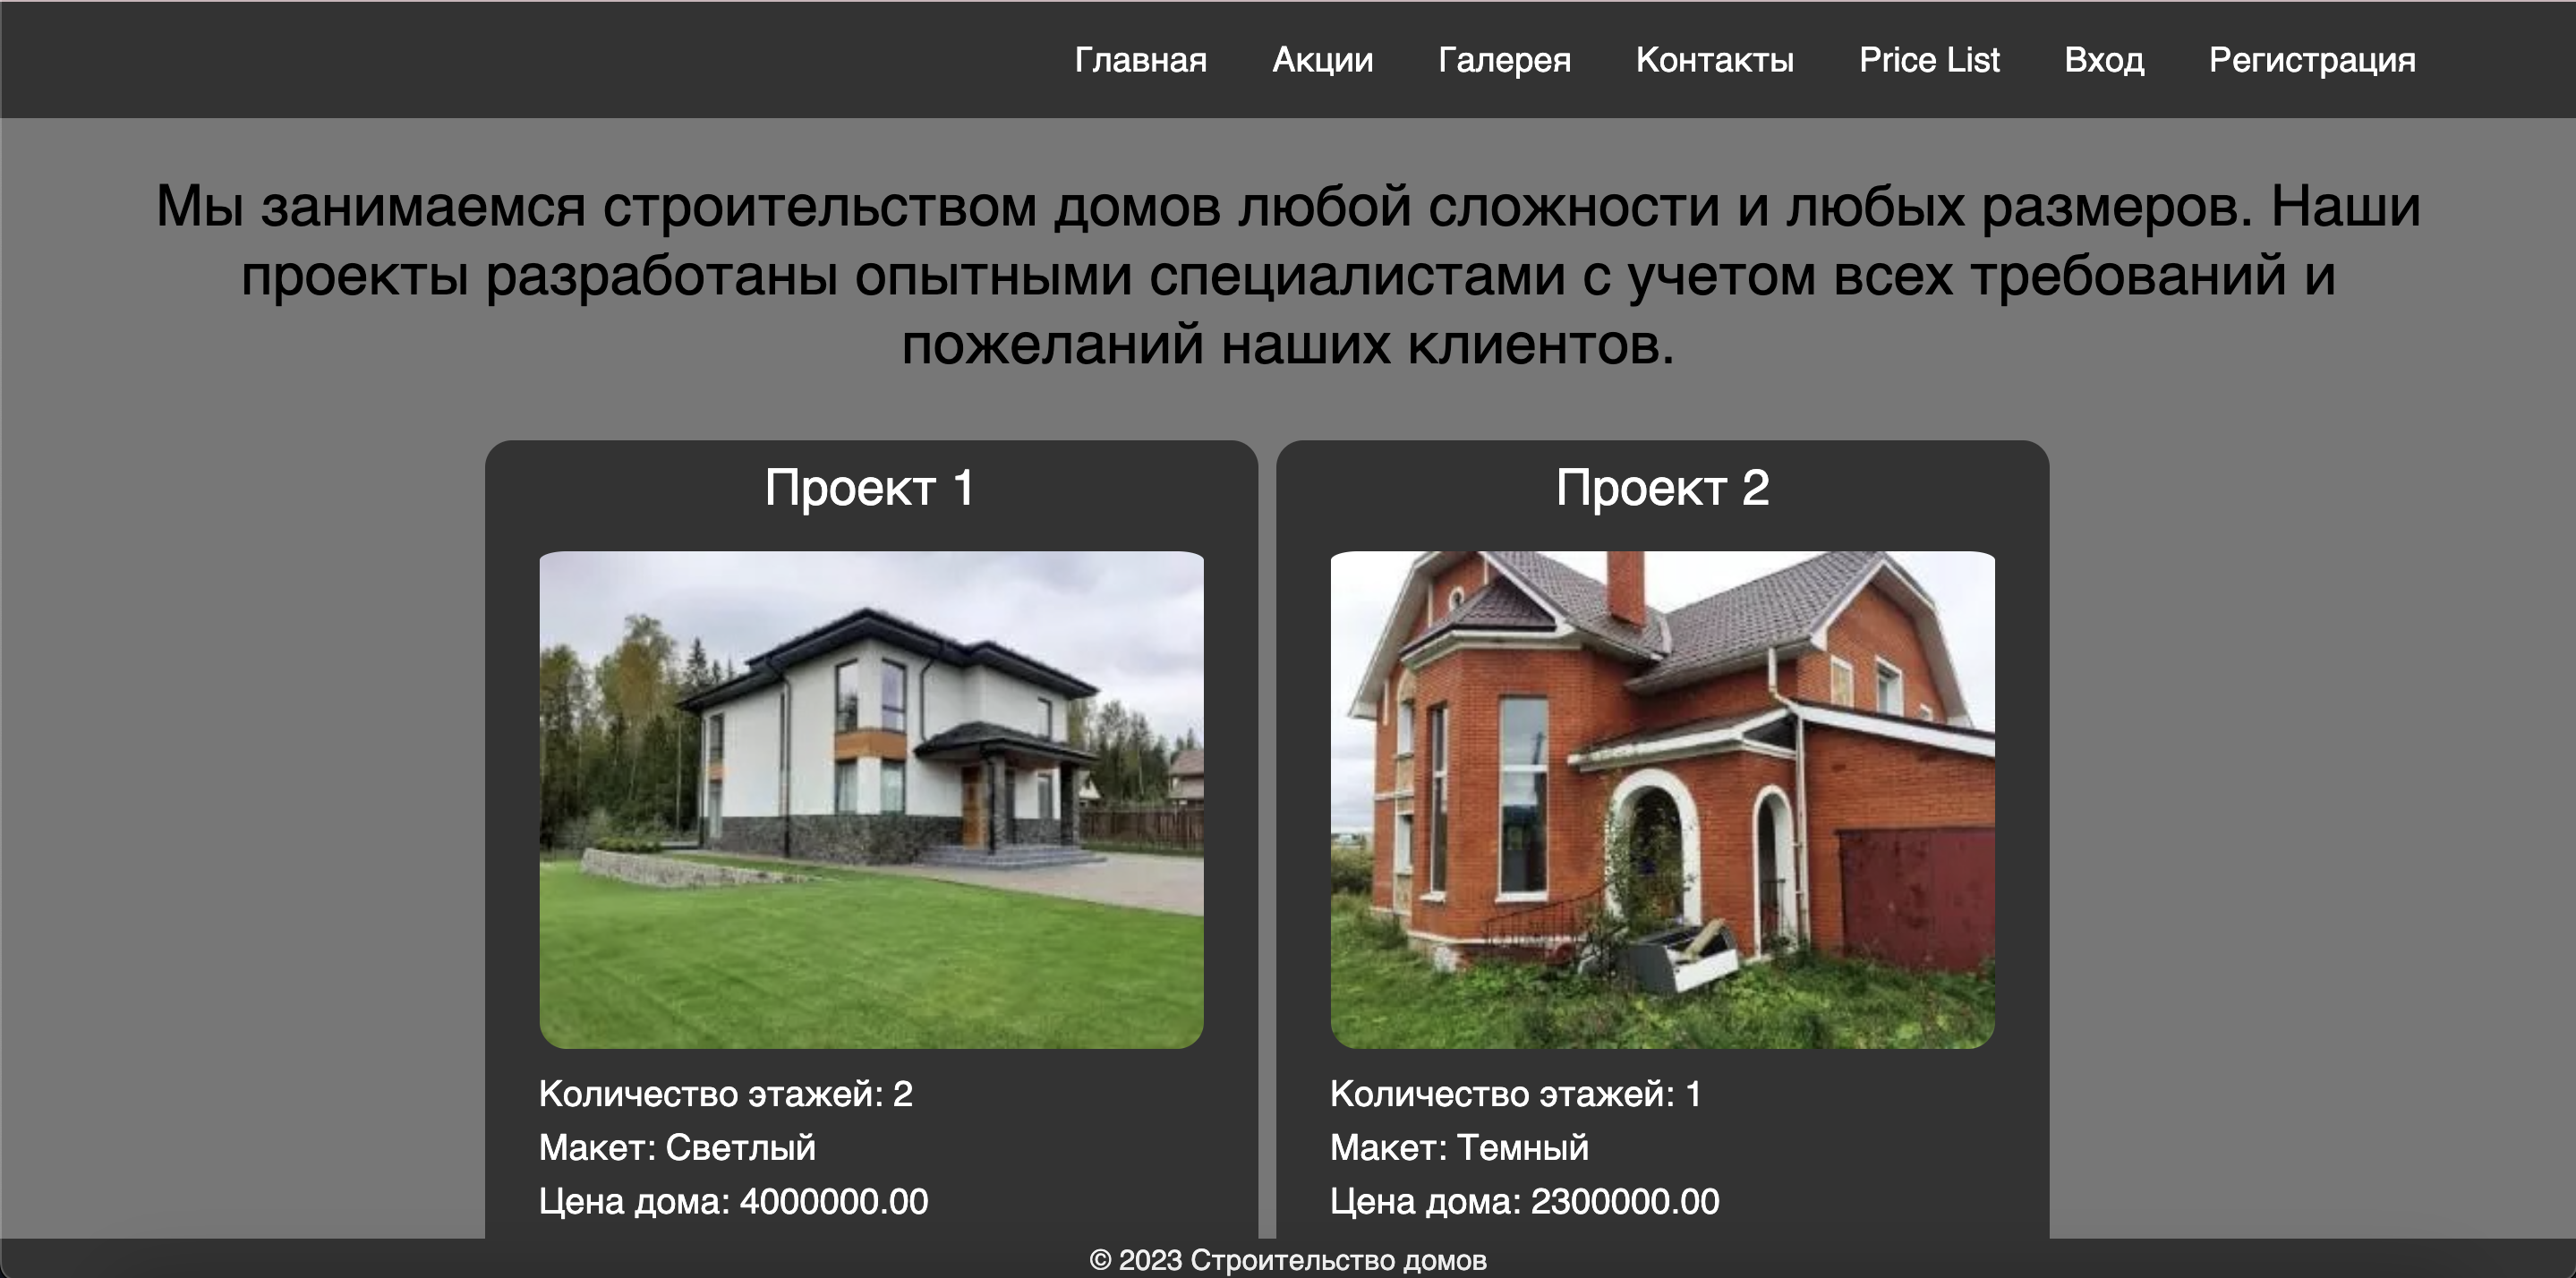 Главная Акции Галерея Контакты Price List Вход Регистрация
Мы занимаемся строительством домов любой сложности и любых размеров. Наши
проекты разработаны опытными специалистами с учетом всех требований и
пожеланий наших клиентов.
Проект 1
Количество этажей: 2
Макет: Светлый
Цена дома: 4000000.00
Проект 2
Количество этажей: 1
Макет: Темный
Цена дома: 2300000.00
© 2023 Строительство домов